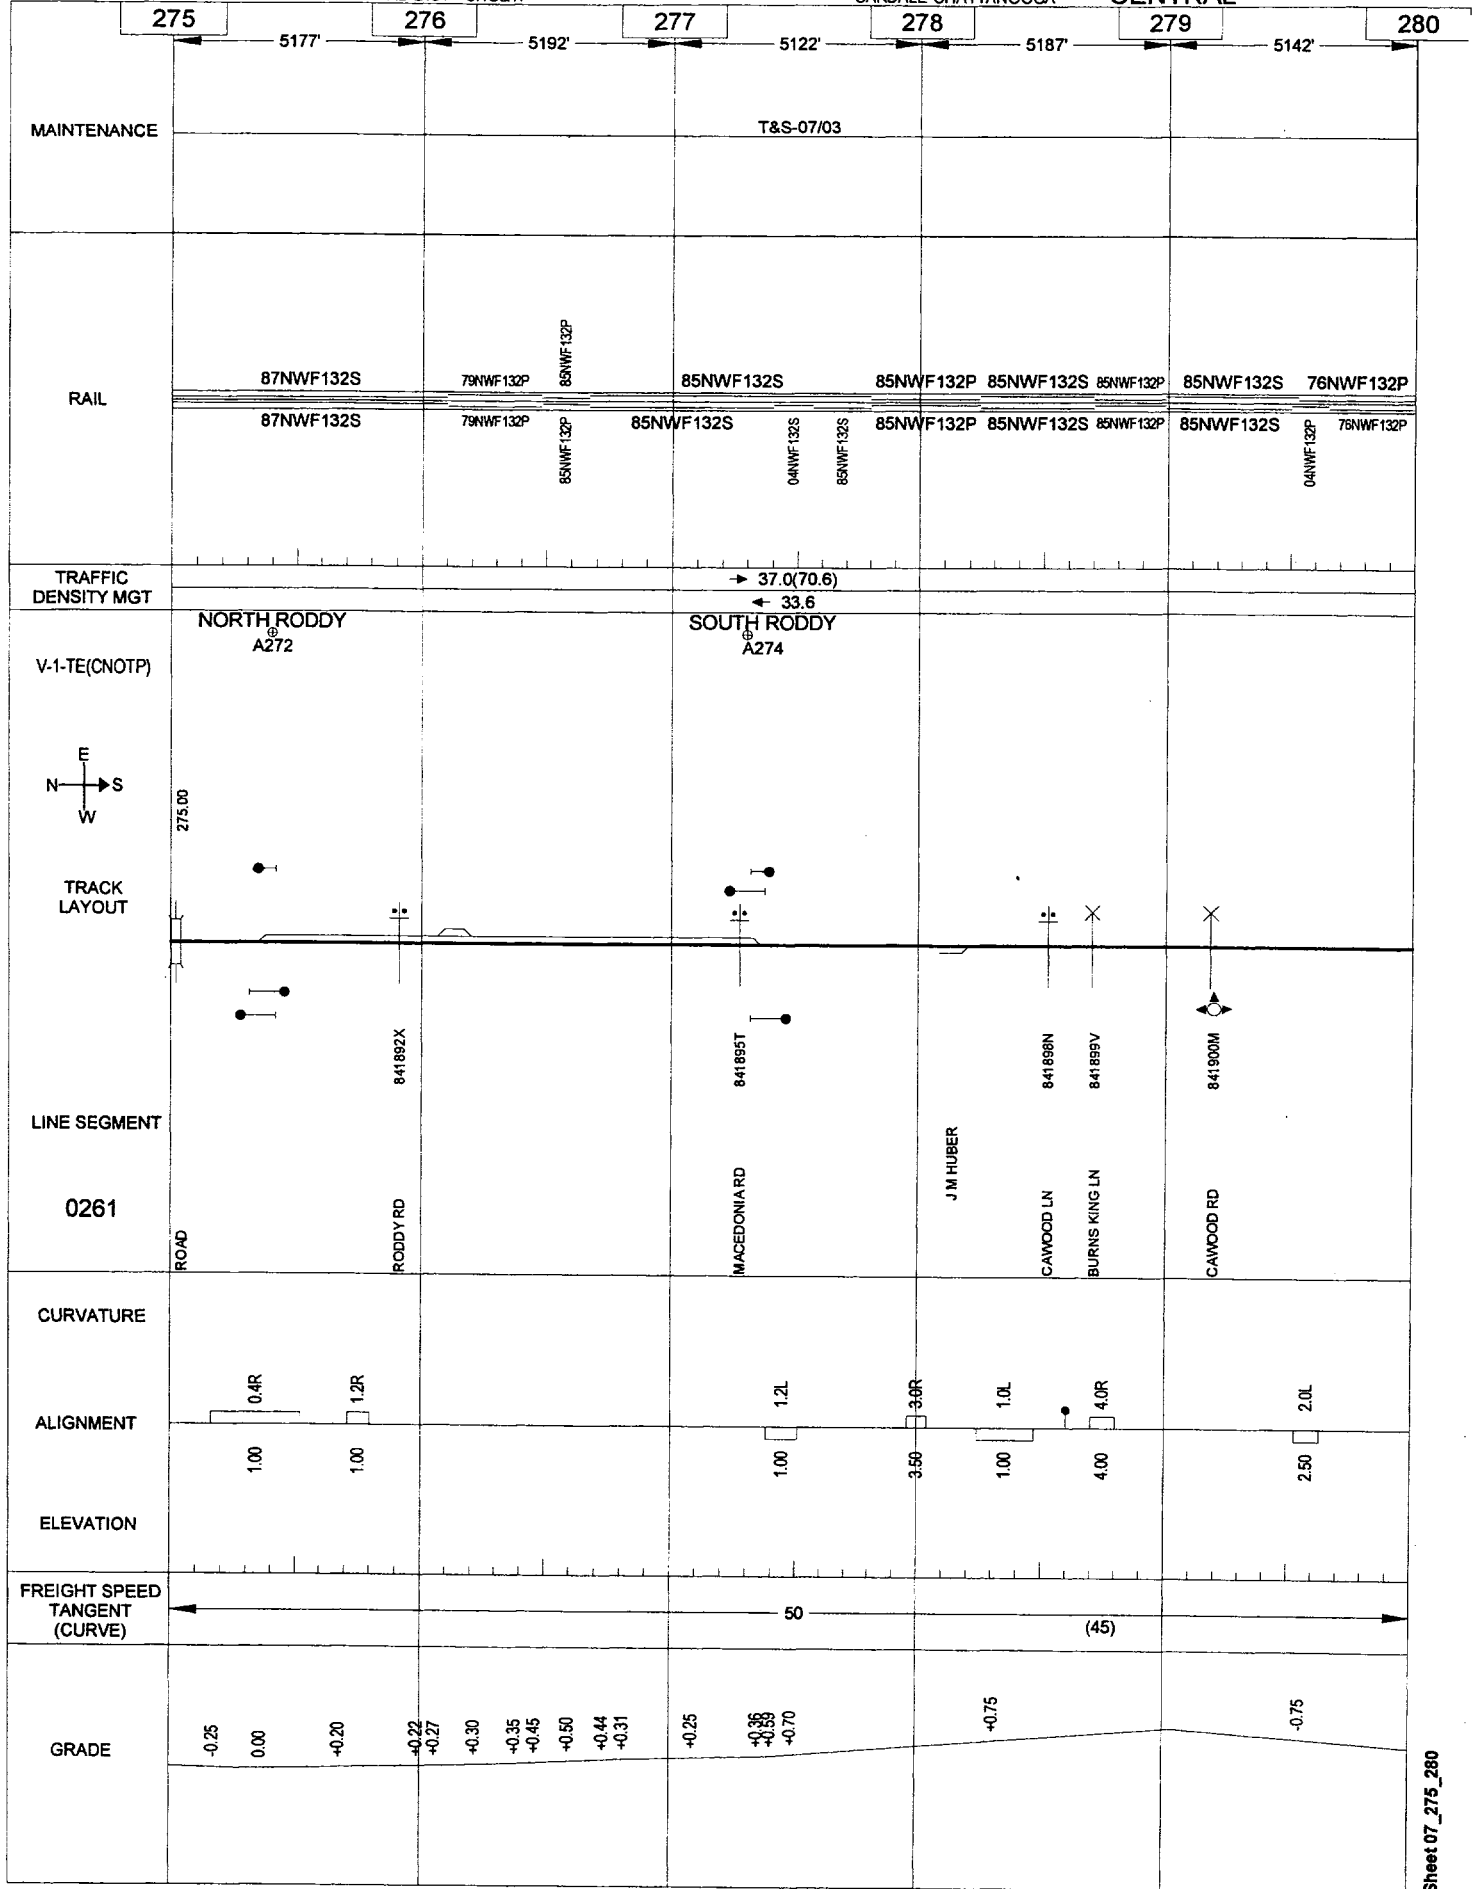 CENTRAL
275 276 277 278 279 280
5177' 5192' 5122' 5187' 5142'
MAINTENANCE
T&S-07/03
85NWF132P
87NWF132S 79NWF132P 85NWF132S 85NWF132P 85NWF132S 85NWF132P 85NWF132S 76NWF132P
RAIL
87NWF132S 79NWF132P 85NWF132S 85NWF132P 85NWF132S 85NWF132P 85NWF132S 76NWF132P
85NWF132P 04NWF132S 85NWF132S 04NWF132P
TRAFFIC
DENSITY MGT
37.0(70.6)
33.6
NORTH RODDY
A272
SOUTH RODDY
A274
V-1-TE(CNOTP)
E
N S
W
275.00
TRACK
LAYOUT
841892X 841895T 841898N 841899V 841900M
LINE SEGMENT
0261
ROAD
RODDY RD
MACEDONIA RD
J M HUBER
CAWOOD LN
BURNS KING LN
CAWOOD RD
CURVATURE
0.4R 1.2R 1.2L 3.0R 1.0L 4.0R 2.0L
ALIGNMENT
1.00 1.00 1.00 3.50 1.00 4.00 2.50
ELEVATION
FREIGHT SPEED
TANGENT
(CURVE)
50
(45)
GRADE
-0.25 0.00 +0.20 +0.22 +0.27 +0.30 +0.35 +0.45 +0.50 +0.44 +0.31 +0.25 +0.36 +0.59 +0.70 +0.75 -0.75
Sheet 07_275_280